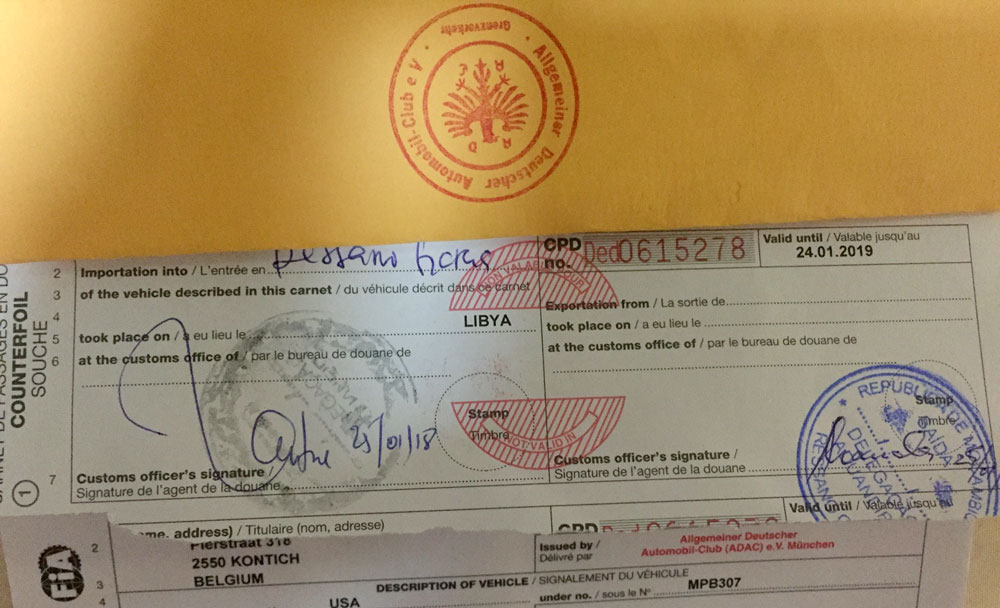 Allgemeiner Deutscher Automobil-Club e V
Grenzverkehr
ADAC
COUNTERFOIL
SOUCHE
1
2 Importation into / L'entrée en
3 of the vehicle described in this carnet / du véhicule décrit dans ce carnet
4 LIBYA
5 took place on / a eu lieu le
6 at the customs office of / par le bureau de douane de
25/01/18
Stamp
Timbre
7 Customs officer's signature /
Signature de l'agent de la douane
CPD no. Ded0615278
Valid until / Valable jusqu'au
24.01.2019
NOT VALID IN
Exportation from / La sortie de
took place on / a eu lieu le
at the customs office of / par le bureau de douane de
Stamp
Timbre
Customs officer's signature /
Signature de l'agent de la douane
SAIDA
Valid until / Valable jusqu'au
address) / Titulaire (nom, adresse)
CPD
2 Pierstraat
2550 KONTICH
3 BELGIUM
Issued by /
Délivré par
Allgemeiner Deutscher
Automobil-Club (ADAC) e.V. München
DESCRIPTION OF VEHICLE / SIGNALEMENT DU VÉHICULE
4 USA
under no. / sous le N° MPB307
FIA